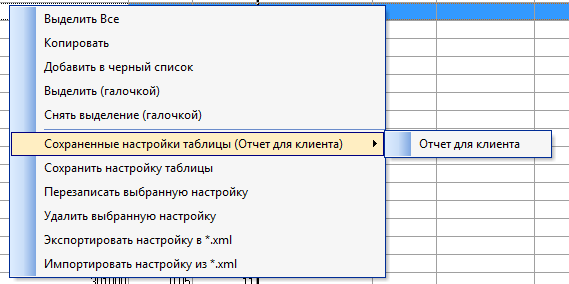 Выделить Все
Копировать
Добавить в черный список
Выделить (галочкой)
Снять выделение (галочкой)
Сохраненные настройки таблицы (Отчет для клиента)
Отчет для клиента
Сохранить настройку таблицы
Перезаписать выбранную настройку
Удалить выбранную настройку
Экспортировать настройку в *.xml
Импортировать настройку из *.xml